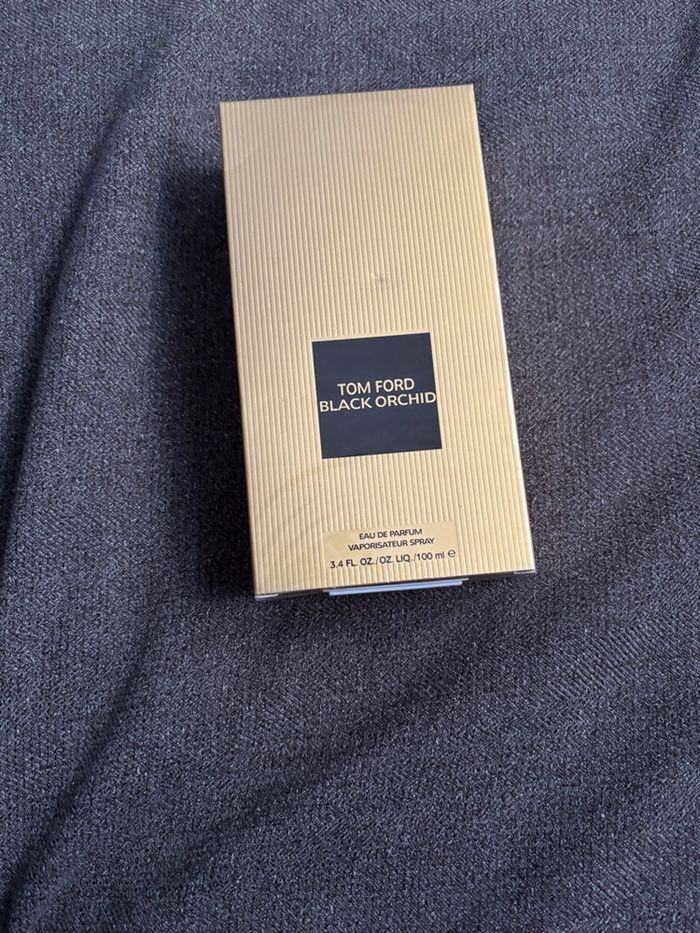 TOM FORD
BLACK ORCHID
EAU DE PARFUM
VAPORISATEUR SPRAY
3.4 FL. OZ./OZ. LIQ./100 ml ℮